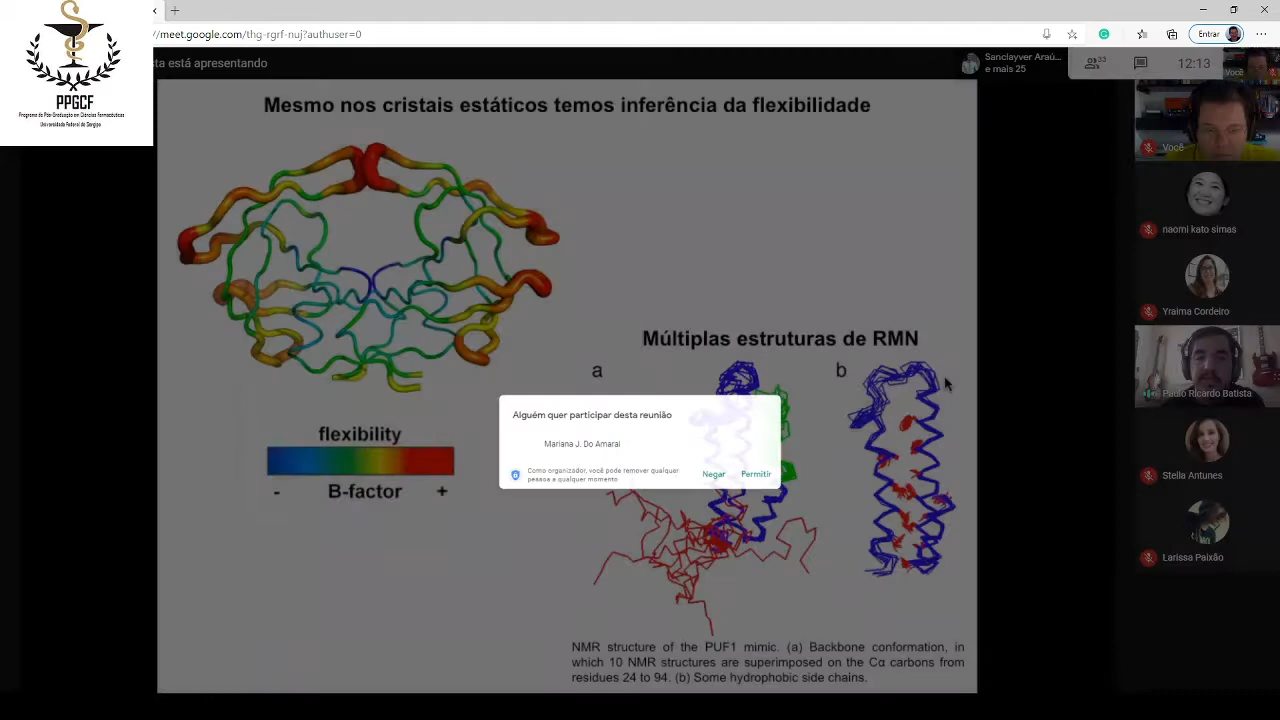 PPGCF
Programa de Pós-Graduação em Ciências Farmacêuticas
Universidade Federal de Sergipe
//meet.google.com/thg-rgrf-nuj?authuser=0
Entrar
sta está apresentando
Sanclayver Araú...
e mais 25
23
12:13
Você
Mesmo nos cristais estáticos temos inferência da flexibilidade
Múltiplas estruturas de RMN
a
b
flexibility
- B-factor +
Alguém quer participar desta reunião
Mariana J. Do Amaral
Como organizador, você pode remover qualquer
pessoa a qualquer momento
Negar Permitir
NMR structure of the PUF1 mimic. (a) Backbone conformation, in
which 10 NMR structures are superimposed on the Cα carbons from
residues 24 to 94. (b) Some hydrophobic side chains.
Você
naomi kato simas
Yraima Cordeiro
Paulo Ricardo Batista
Stella Antunes
Larissa Paixão